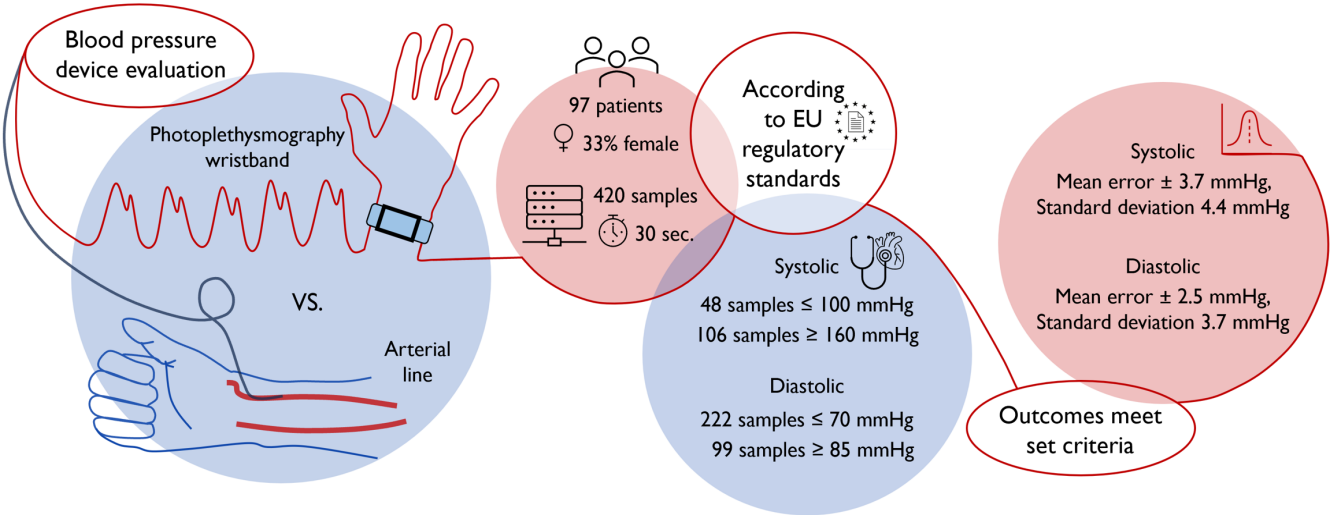 Blood pressure
device evaluation
Photoplethysmography
wristband
VS.
Arterial
line
97 patients
33% female
420 samples
30 sec.
According
to EU
regulatory
standards
Systolic
48 samples ≤ 100 mmHg
106 samples ≥ 160 mmHg
Diastolic
222 samples ≤ 70 mmHg
99 samples ≥ 85 mmHg
Outcomes meet
set criteria
Systolic
Mean error ± 3.7 mmHg,
Standard deviation 4.4 mmHg
Diastolic
Mean error ± 2.5 mmHg,
Standard deviation 3.7 mmHg